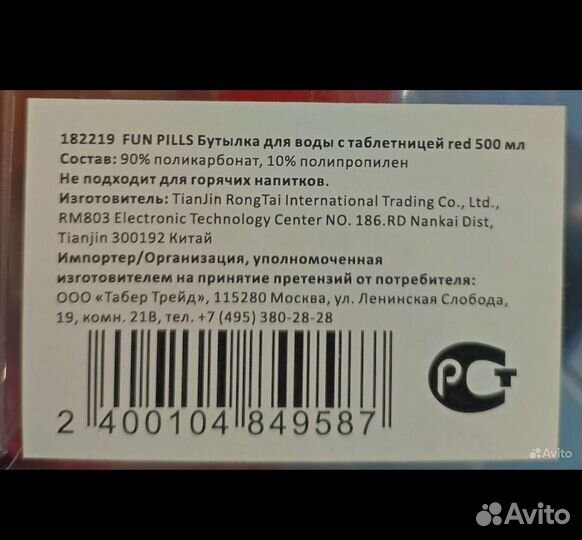 182219 FUN PILLS Бутылка для воды с таблетницей red 500 мл
Состав: 90% поликарбонат, 10% полипропилен
Не подходит для горячих напитков.
Изготовитель: TianJin RongTai International Trading Co., Ltd.,
RM803 Electronic Technology Center NO. 186.RD Nankai Dist,
Tianjin 300192 Китай
Импортер/Организация, уполномоченная
изготовителем на принятие претензий от потребителя:
ООО «Табер Трейд», 115280 Москва, ул. Ленинская Слобода,
19, комн. 21В, тел. +7 (495) 380-28-28
РСТ
2 400104 849587
Avito
Avito